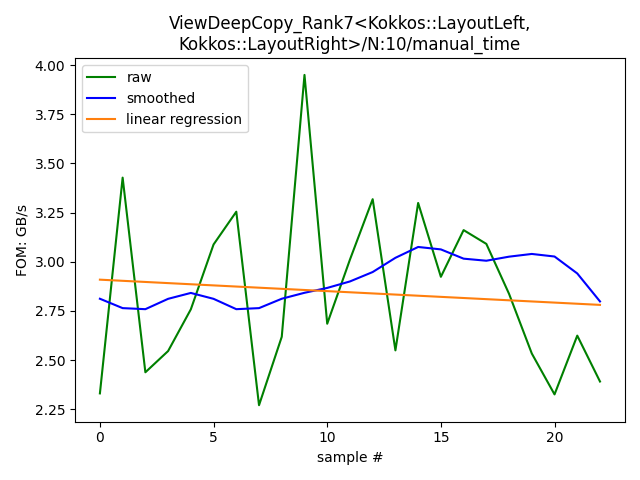 ViewDeepCopy_Rank7<Kokkos::LayoutLeft,
Kokkos::LayoutRight>/N:10/manual_time
raw
smoothed
linear regression
FOM: GB/s
4.00
3.75
3.50
3.25
3.00
2.75
2.50
2.25
0 5 10 15 20
sample #